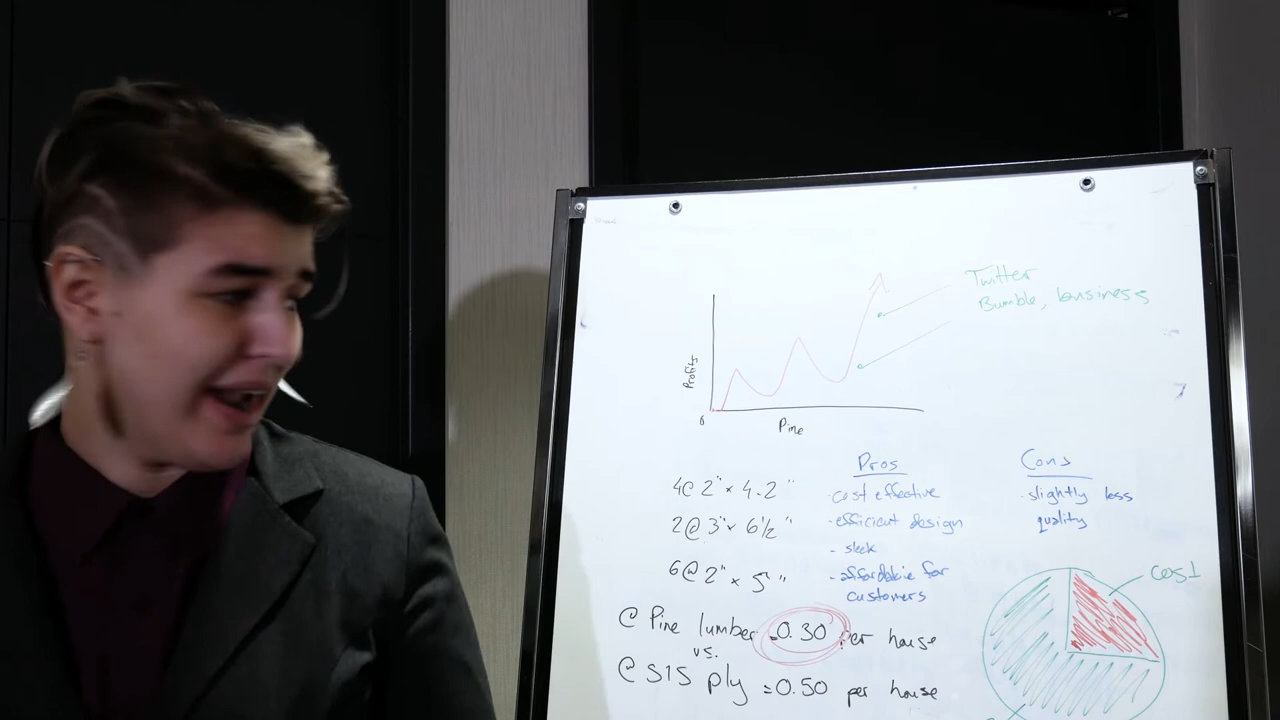 Twitter
Bumble, business
Profits
0
Pine
4@ 2" × 4.2"
2@ 3" × 6 1/2"
6@ 2" × 5"
Pros
· cost effective
· efficient design
- sleek
- affordable for
customers
Cons
· slightly less
quality
cost
@ Pine lumber =0.30 per house
vs.
@ S1S ply =0.50 per house